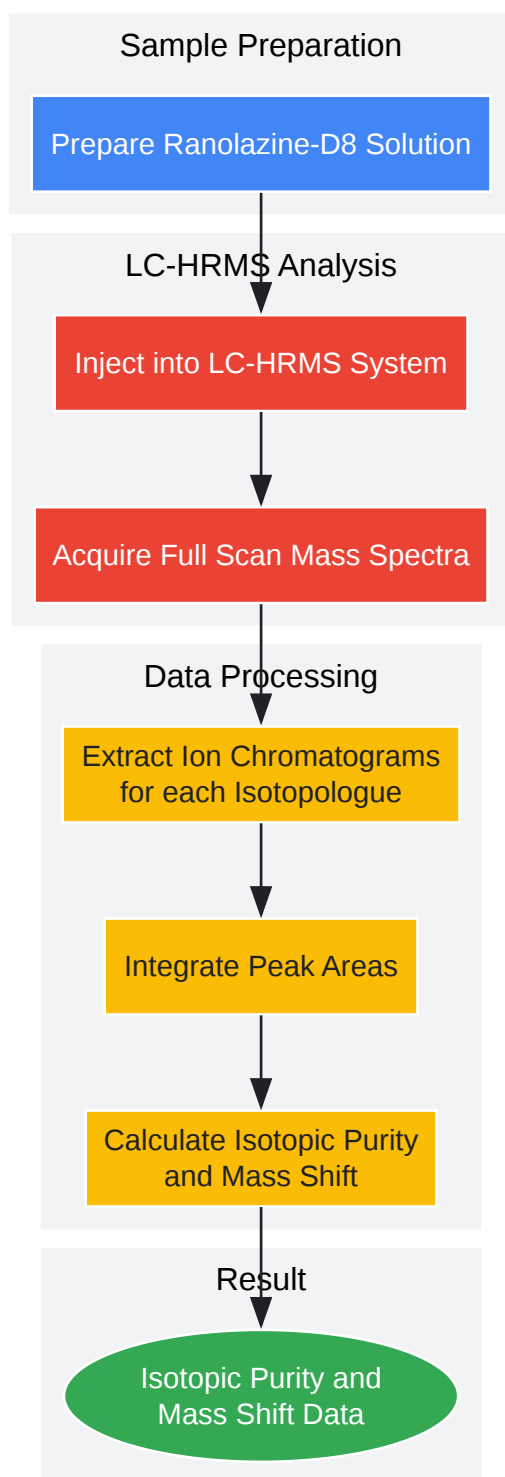 Sample Preparation
Prepare Ranolazine-D8 Solution
LC-HRMS Analysis
Inject into LC-HRMS System
Acquire Full Scan Mass Spectra
Data Processing
Extract Ion Chromatograms
for each Isotopologue
Integrate Peak Areas
Calculate Isotopic Purity
and Mass Shift
Result
Isotopic Purity and
Mass Shift Data